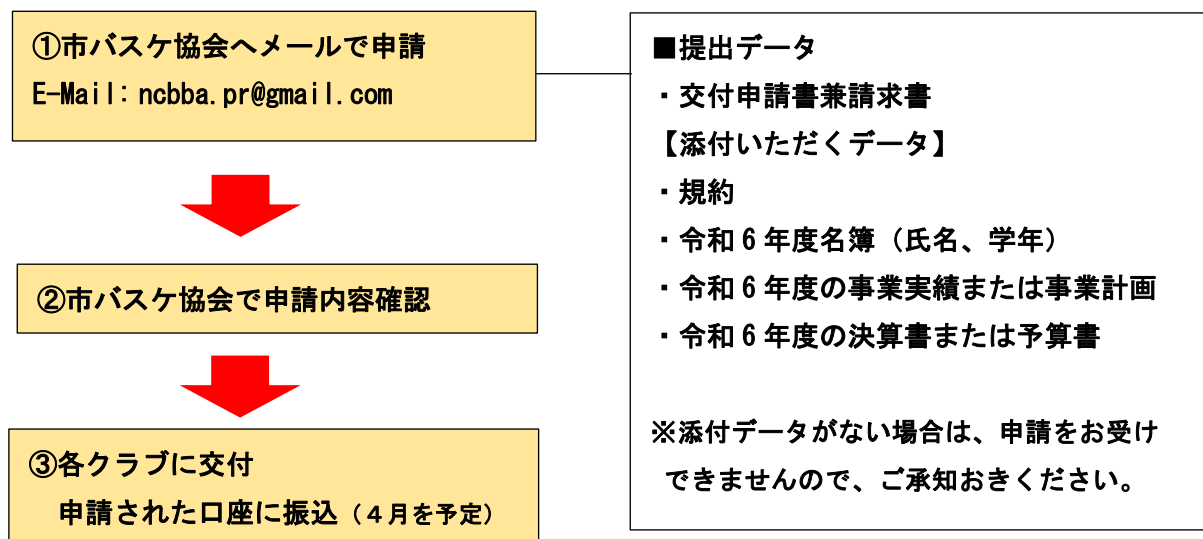 ①市バスケ協会へメールで申請
E-Mail:ncbba.pr@gmail.com
②市バスケ協会で申請内容確認
③各クラブに交付
申請された口座に振込（４月を予定）
■提出データ
・交付申請書兼請求書
【添付いただくデータ】
・規約
・令和６年度名簿（氏名、学年）
・令和６年度の事業実績または事業計画
・令和６年度の決算書または予算書
※添付データがない場合は、申請をお受け
できませんので、ご承知おきください。